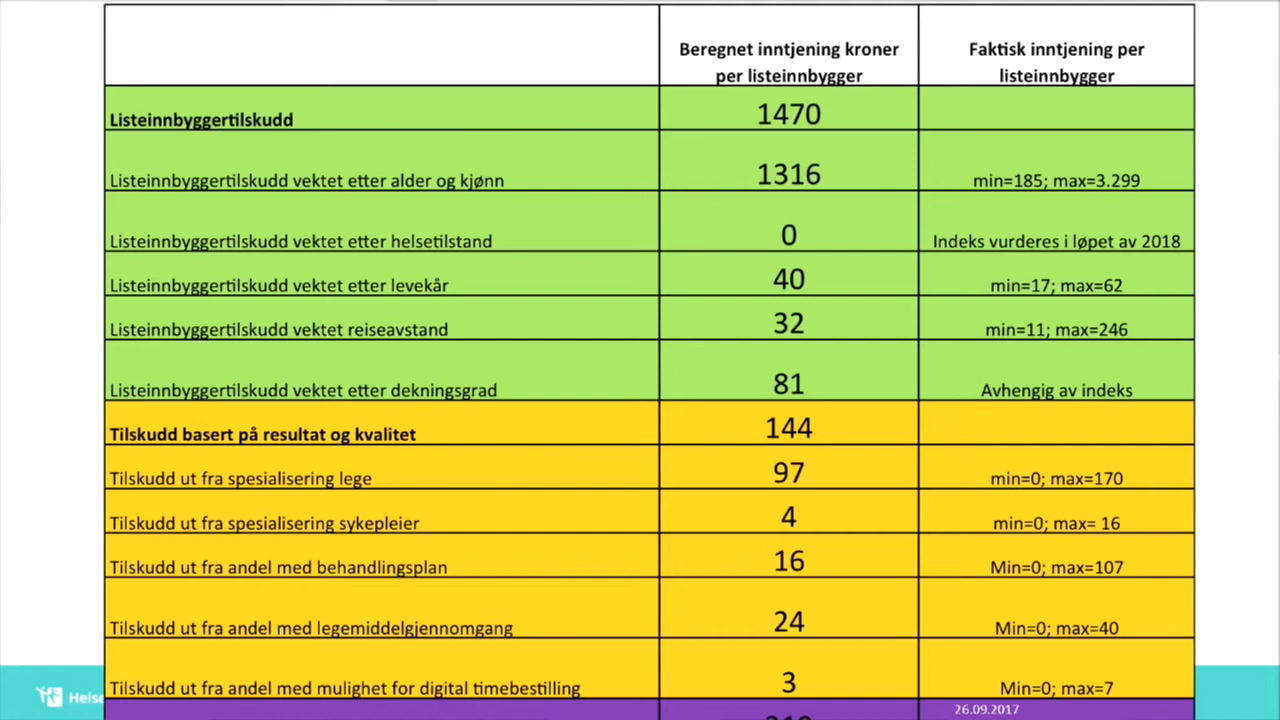 Beregnet inntjening kroner per listeinnbygger
Faktisk inntjening per listeinnbygger
Listeinnbyggertilskudd 1470
Listeinnbyggertilskudd vektet etter alder og kjønn 1316 min=185; max=3.299
Listeinnbyggertilskudd vektet etter helsetilstand 0 Indeks vurderes i løpet av 2018
Listeinnbyggertilskudd vektet etter levekår 40 min=17; max=62
Listeinnbyggertilskudd vektet reiseavstand 32 min=11; max=246
Listeinnbyggertilskudd vektet etter dekningsgrad 81 Avhengig av indeks
Tilskudd basert på resultat og kvalitet 144
Tilskudd ut fra spesialisering lege 97 min=0; max=170
Tilskudd ut fra spesialisering sykepleier 4 min=0; max= 16
Tilskudd ut fra andel med behandlingsplan 16 Min=0; max=107
Tilskudd ut fra andel med legemiddelgjennomgang 24 Min=0; max=40
Tilskudd ut fra andel med mulighet for digital timebestilling 3 Min=0; max=7
Helse
26.09.2017